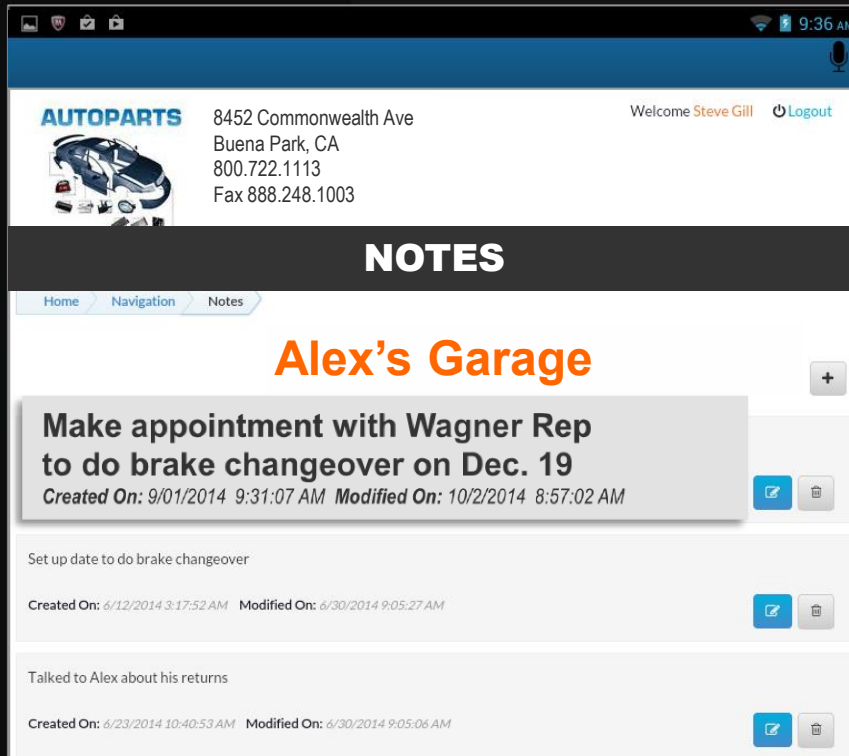 9:36 AM
AUTOPARTS
8452 Commonwealth Ave
Buena Park, CA
800.722.1113
Fax 888.248.1003
Welcome Steve Gill Logout
NOTES
Home Navigation Notes
Alex’s Garage
+
Make appointment with Wagner Rep
to do brake changeover on Dec. 19
Created On: 9/01/2014 9:31:07 AM Modified On: 10/2/2014 8:57:02 AM
Set up date to do brake changeover
Created On: 6/12/2014 3:17:52 AM Modified On: 6/30/2014 9:05:27 AM
Talked to Alex about his returns
Created On: 6/23/2014 10:40:53 AM Modified On: 6/30/2014 9:05:06 AM